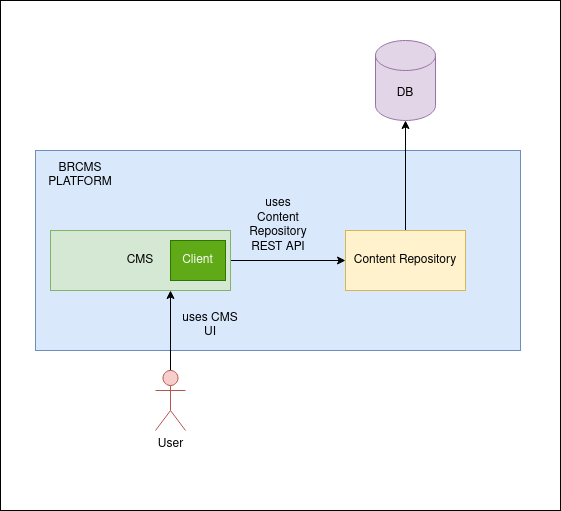 DB
BRCMS
PLATFORM
uses
Content
Repository
REST API
CMS
Client
Content Repository
uses CMS
UI
User